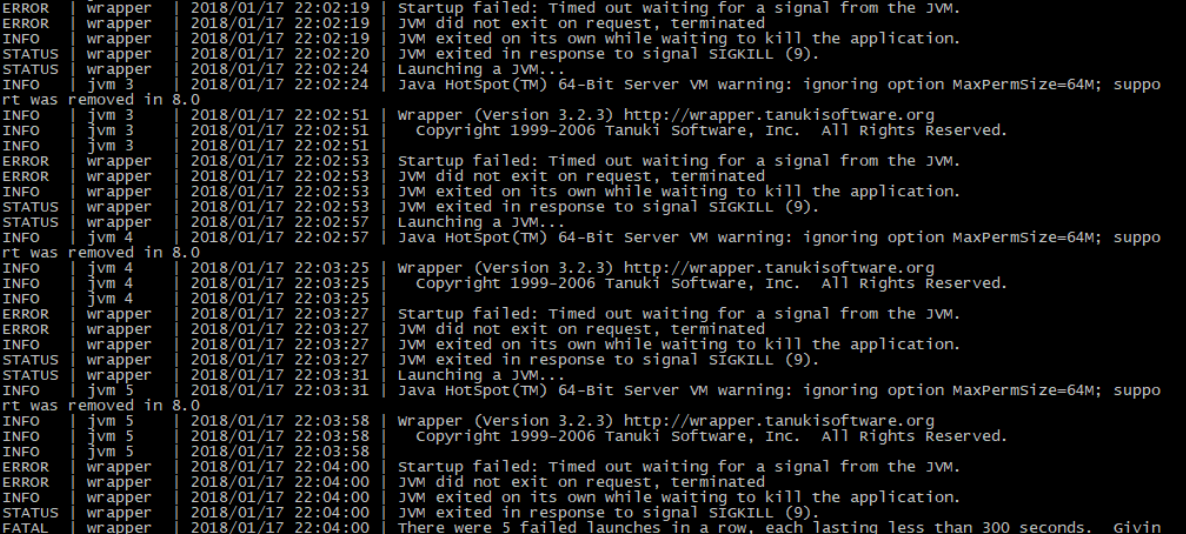 ERROR | wrapper | 2018/01/17 22:02:19 | Startup failed: Timed out waiting for a signal from the JVM.
ERROR | wrapper | 2018/01/17 22:02:19 | JVM did not exit on request, terminated
INFO | wrapper | 2018/01/17 22:02:19 | JVM exited on its own while waiting to kill the application.
STATUS | wrapper | 2018/01/17 22:02:20 | JVM exited in response to signal SIGKILL (9).
STATUS | wrapper | 2018/01/17 22:02:24 | Launching a JVM...
INFO | jvm 3 | 2018/01/17 22:02:24 | Java HotSpot(TM) 64-Bit Server VM warning: ignoring option MaxPermSize=64M; suppo
rt was removed in 8.0
INFO | jvm 3 | 2018/01/17 22:02:51 | Wrapper (Version 3.2.3) http://wrapper.tanukisoftware.org
INFO | jvm 3 | 2018/01/17 22:02:51 | Copyright 1999-2006 Tanuki Software, Inc. All Rights Reserved.
INFO | jvm 3 | 2018/01/17 22:02:51 |
ERROR | wrapper | 2018/01/17 22:02:53 | Startup failed: Timed out waiting for a signal from the JVM.
ERROR | wrapper | 2018/01/17 22:02:53 | JVM did not exit on request, terminated
INFO | wrapper | 2018/01/17 22:02:53 | JVM exited on its own while waiting to kill the application.
STATUS | wrapper | 2018/01/17 22:02:53 | JVM exited in response to signal SIGKILL (9).
STATUS | wrapper | 2018/01/17 22:02:57 | Launching a JVM...
INFO | jvm 4 | 2018/01/17 22:02:57 | Java HotSpot(TM) 64-Bit Server VM warning: ignoring option MaxPermSize=64M; suppo
rt was removed in 8.0
INFO | jvm 4 | 2018/01/17 22:03:25 | Wrapper (Version 3.2.3) http://wrapper.tanukisoftware.org
INFO | jvm 4 | 2018/01/17 22:03:25 | Copyright 1999-2006 Tanuki Software, Inc. All Rights Reserved.
INFO | jvm 4 | 2018/01/17 22:03:25 |
ERROR | wrapper | 2018/01/17 22:03:27 | Startup failed: Timed out waiting for a signal from the JVM.
ERROR | wrapper | 2018/01/17 22:03:27 | JVM did not exit on request, terminated
INFO | wrapper | 2018/01/17 22:03:27 | JVM exited on its own while waiting to kill the application.
STATUS | wrapper | 2018/01/17 22:03:27 | JVM exited in response to signal SIGKILL (9).
STATUS | wrapper | 2018/01/17 22:03:31 | Launching a JVM...
INFO | jvm 5 | 2018/01/17 22:03:31 | Java HotSpot(TM) 64-Bit Server VM warning: ignoring option MaxPermSize=64M; suppo
rt was removed in 8.0
INFO | jvm 5 | 2018/01/17 22:03:58 | Wrapper (Version 3.2.3) http://wrapper.tanukisoftware.org
INFO | jvm 5 | 2018/01/17 22:03:58 | Copyright 1999-2006 Tanuki Software, Inc. All Rights Reserved.
INFO | jvm 5 | 2018/01/17 22:03:58 |
ERROR | wrapper | 2018/01/17 22:04:00 | Startup failed: Timed out waiting for a signal from the JVM.
ERROR | wrapper | 2018/01/17 22:04:00 | JVM did not exit on request, terminated
INFO | wrapper | 2018/01/17 22:04:00 | JVM exited on its own while waiting to kill the application.
STATUS | wrapper | 2018/01/17 22:04:00 | JVM exited in response to signal SIGKILL (9).
FATAL | wrapper | 2018/01/17 22:04:00 | There were 5 failed launches in a row, each lasting less than 300 seconds. Givin